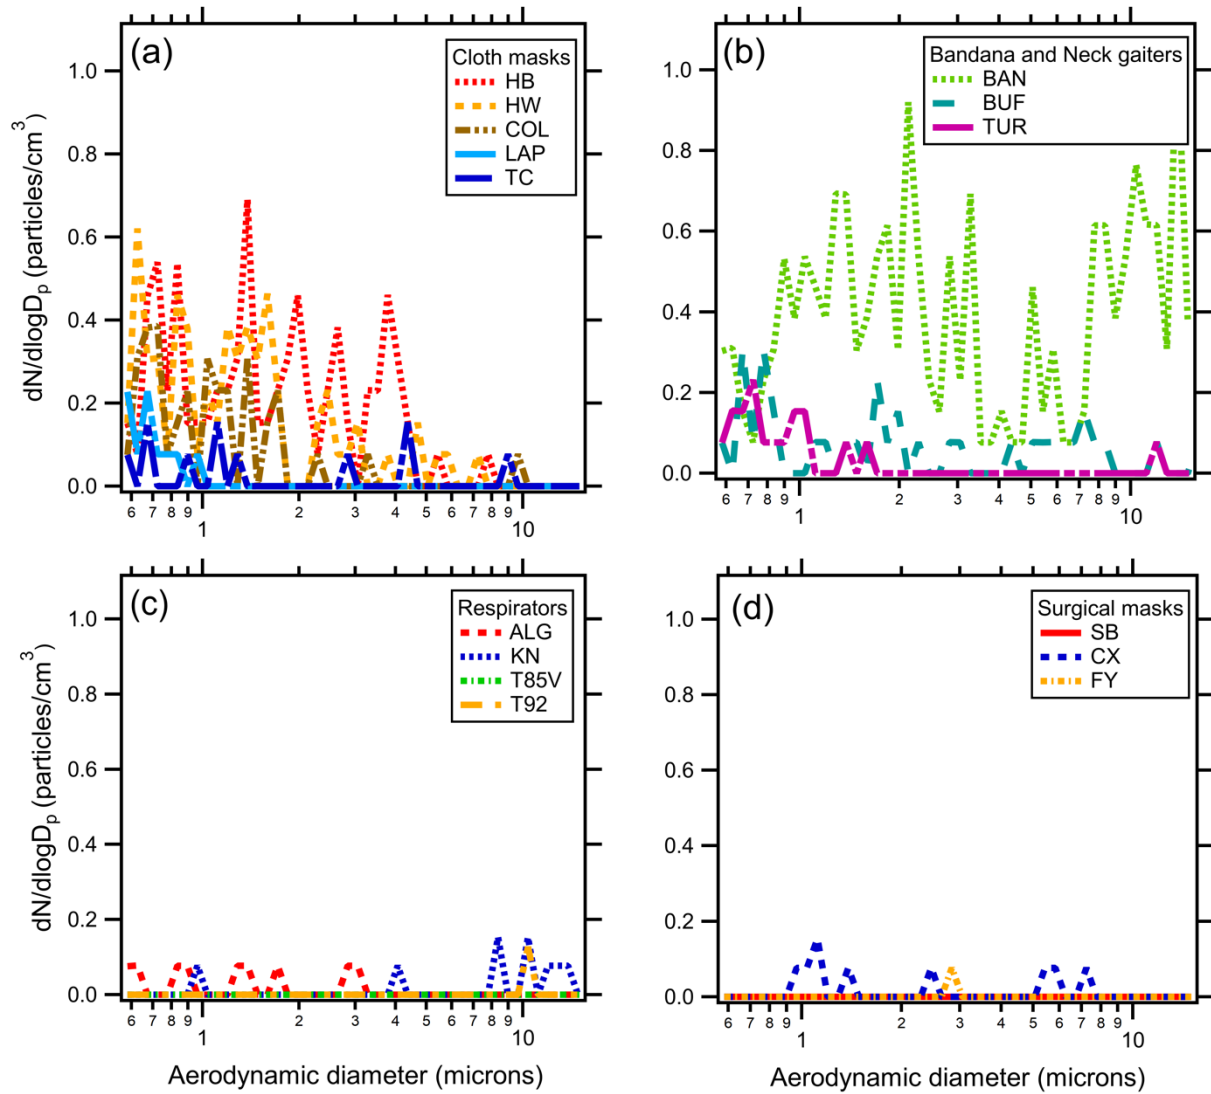 (a)
Cloth masks
HB
HW
COL
LAP
TC
dN/dlogDp (particles/cm3)
1.0
0.8
0.6
0.4
0.2
0.0
6 7 8 9 2 3 4 5 6 7 8 9
1 10
(b)
Bandana and Neck gaiters
BAN
BUF
TUR
1.0
0.8
0.6
0.4
0.2
0.0
6 7 8 9 2 3 4 5 6 7 8 9
1 10
(c)
Respirators
ALG
KN
T85V
T92
dN/dlogDp (particles/cm3)
1.0
0.8
0.6
0.4
0.2
0.0
6 7 8 9 2 3 4 5 6 7 8 9
1 10
Aerodynamic diameter (microns)
(d)
Surgical masks
SB
CX
FY
1.0
0.8
0.6
0.4
0.2
0.0
6 7 8 9 2 3 4 5 6 7 8 9
1 10
Aerodynamic diameter (microns)